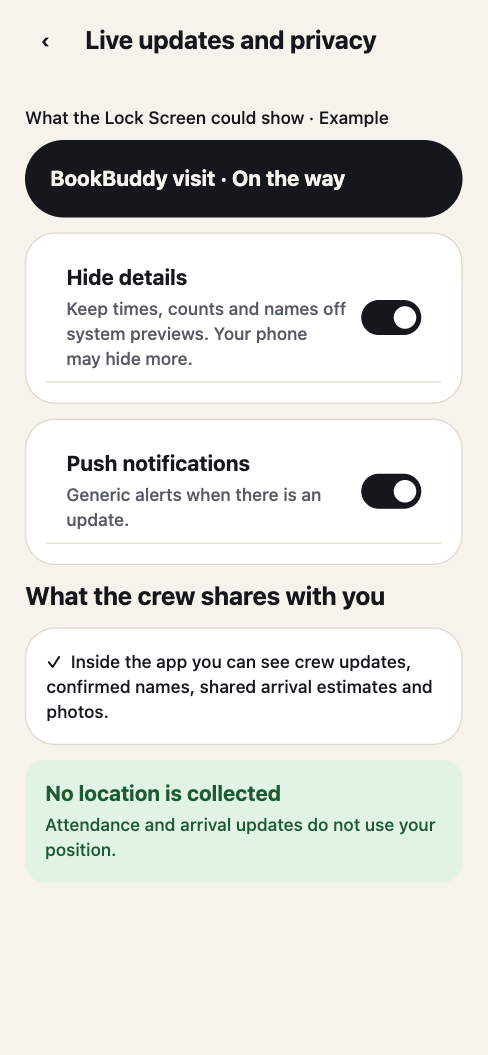 ‹ Live updates and privacy
What the Lock Screen could show · Example
BookBuddy visit · On the way
Hide details
Keep times, counts and names off
system previews. Your phone
may hide more.
Push notifications
Generic alerts when there is an
update.
What the crew shares with you
✓ Inside the app you can see crew updates,
confirmed names, shared arrival estimates and
photos.
No location is collected
Attendance and arrival updates do not use your
position.